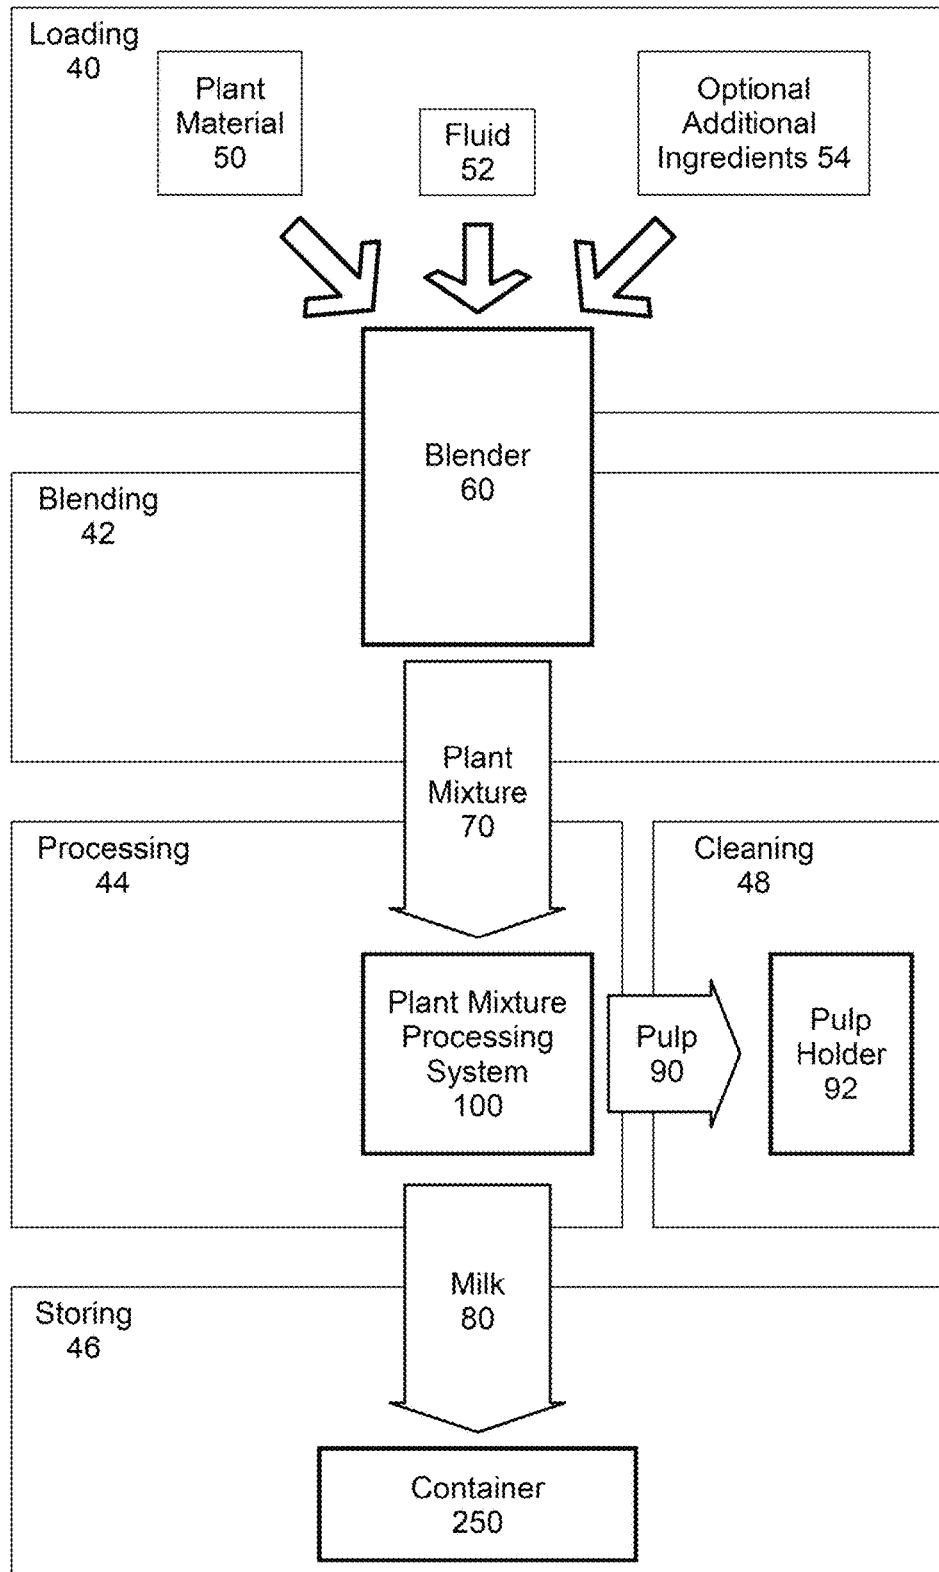 Loading
40
Plant
Material
50
Fluid
52
Optional
Additional
Ingredients 54
Blender
60
Blending
42
Plant
Mixture
70
Processing
44
Cleaning
48
Plant Mixture
Processing
System
100
Pulp
90
Pulp
Holder
92
Milk
80
Storing
46
Container
250